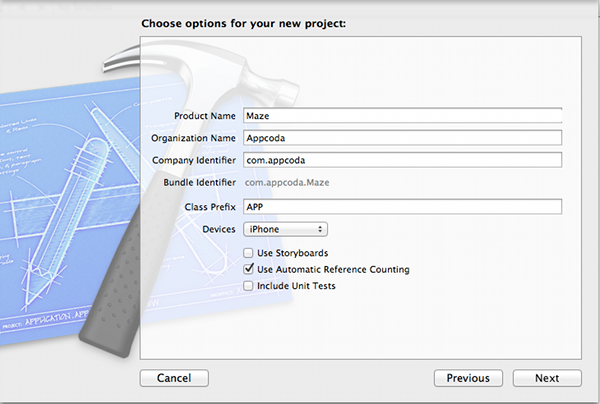 Choose options for your new project:
Product Name Maze
Organization Name Appcoda
Company Identifier com.appcoda
Bundle Identifier com.appcoda.Maze
Class Prefix APP
Devices iPhone
Use Storyboards
Use Automatic Reference Counting
Include Unit Tests
PROJECT: APPLICATION.APP
Cancel Previous Next